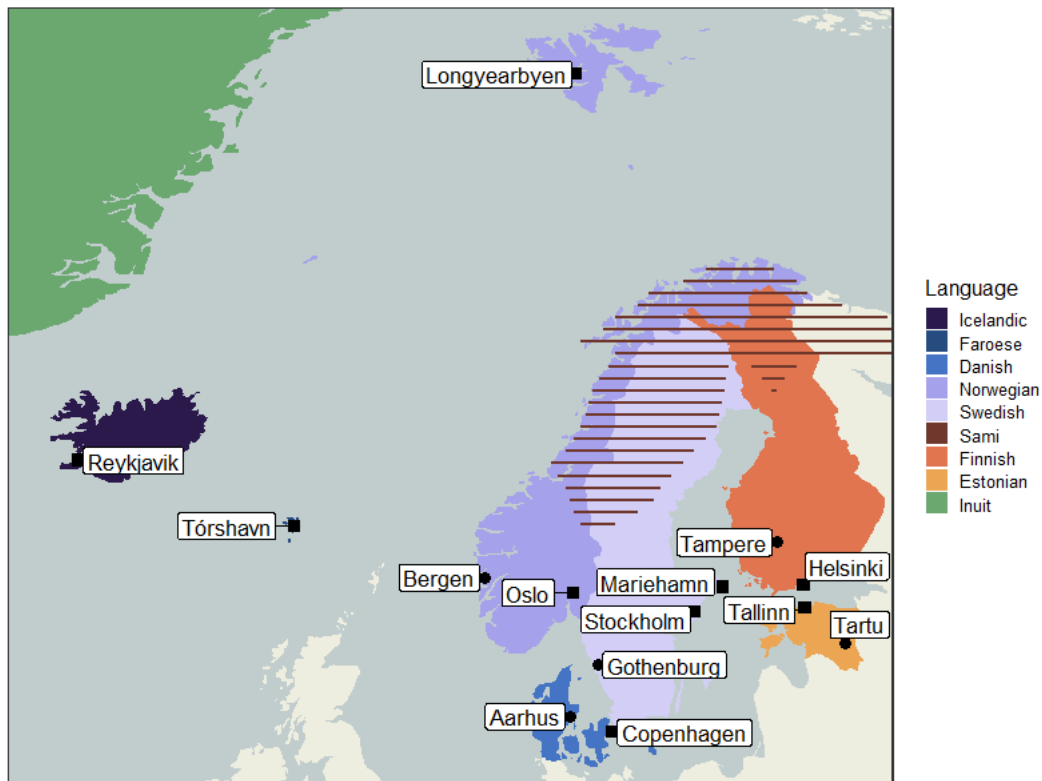 Longyearbyen
Reykjavik
Tórshavn
Bergen
Oslo
Tampere
Helsinki
Mariehamn
Tallinn
Stockholm
Tartu
Gothenburg
Aarhus
Copenhagen
Language
Icelandic
Faroese
Danish
Norwegian
Swedish
Sami
Finnish
Estonian
Inuit